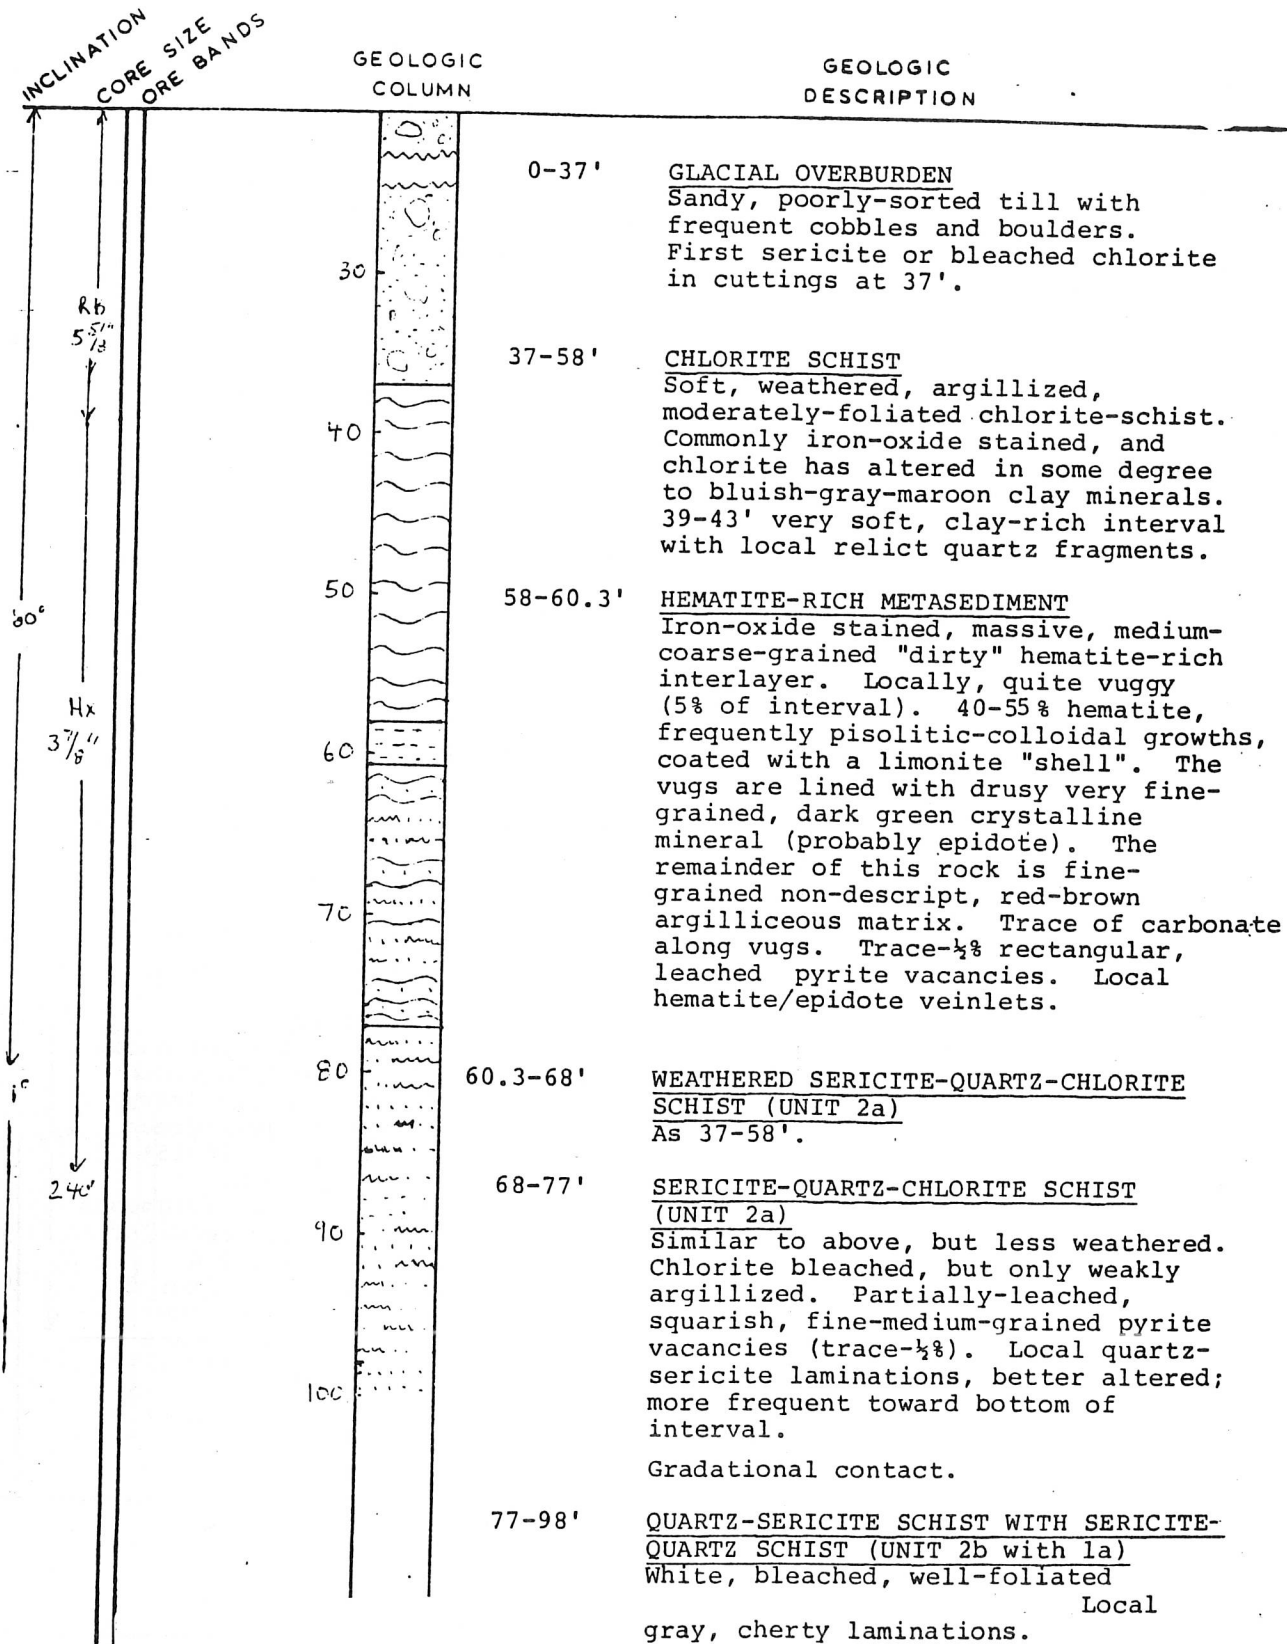 INCLINATION
CORE SIZE
ORE BANDS
GEOLOGIC
COLUMN
GEOLOGIC
DESCRIPTION
0-37' GLACIAL OVERBURDEN
Sandy, poorly-sorted till with
frequent cobbles and boulders.
First sericite or bleached chlorite
in cuttings at 37'.
30
Rb
37-58' CHLORITE SCHIST
Soft, weathered, argillized,
moderately-foliated chlorite-schist.
Commonly iron-oxide stained, and
chlorite has altered in some degree
to bluish-gray-maroon clay minerals.
39-43' very soft, clay-rich interval
with local relict quartz fragments.
40
50
58-60.3' HEMATITE-RICH METASEDIMENT
Iron-oxide stained, massive, medium-
coarse-grained "dirty" hematite-rich
interlayer. Locally, quite vuggy
(5% of interval). 40-55% hematite,
frequently pisolitic-colloidal growths,
coated with a limonite "shell". The
vugs are lined with drusy very fine-
grained, dark green crystalline
mineral (probably epidote). The
remainder of this rock is fine-
grained non-descript, red-brown
argilliceous matrix. Trace of carbonate
along vugs. Trace-½% rectangular,
leached pyrite vacancies. Local
hematite/epidote veinlets.
Hx
3 7/8"
60
70
80
60.3-68' WEATHERED SERICITE-QUARTZ-CHLORITE
SCHIST (UNIT 2a)
As 37-58'.
240'
68-77' SERICITE-QUARTZ-CHLORITE SCHIST
(UNIT 2a)
Similar to above, but less weathered.
Chlorite bleached, but only weakly
argillized. Partially-leached,
squarish, fine-medium-grained pyrite
vacancies (trace-½%). Local quartz-
sericite laminations, better altered;
more frequent toward bottom of
interval.
Gradational contact.
90
100
77-98' QUARTZ-SERICITE SCHIST WITH SERICITE-
QUARTZ SCHIST (UNIT 2b with 1a)
White, bleached, well-foliated
Local
gray, cherty laminations.